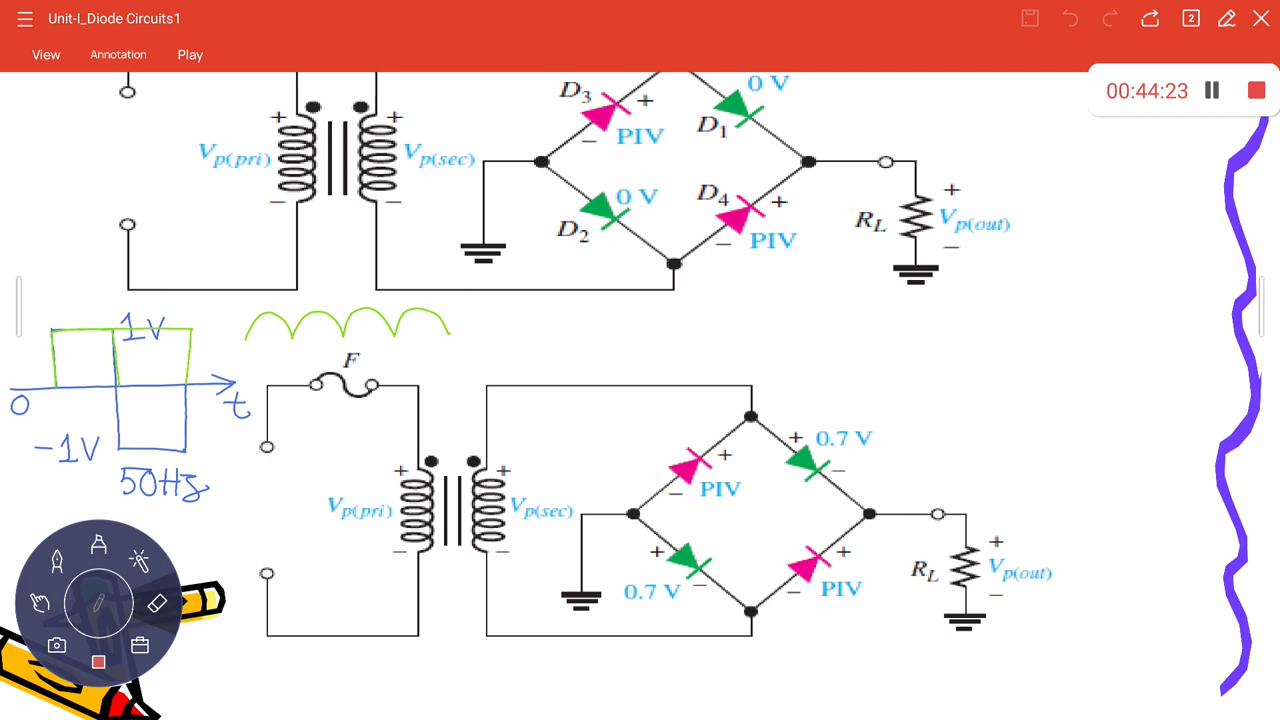 Unit-I_Diode Circuits1
2
View Annotation Play
00:44:23
D3 + 0 V
+ + PIV D1
Vp(pri) Vp(sec) −
− −
0 V D4 + +
D2 PIV RL Vp(out)
− −
1V
0 t
−1V
50Hz
F
+ 0.7 V
+ + + −
PIV
Vp(pri) Vp(sec) −
− − + + +
0.7 V − − PIV RL Vp(out)
−